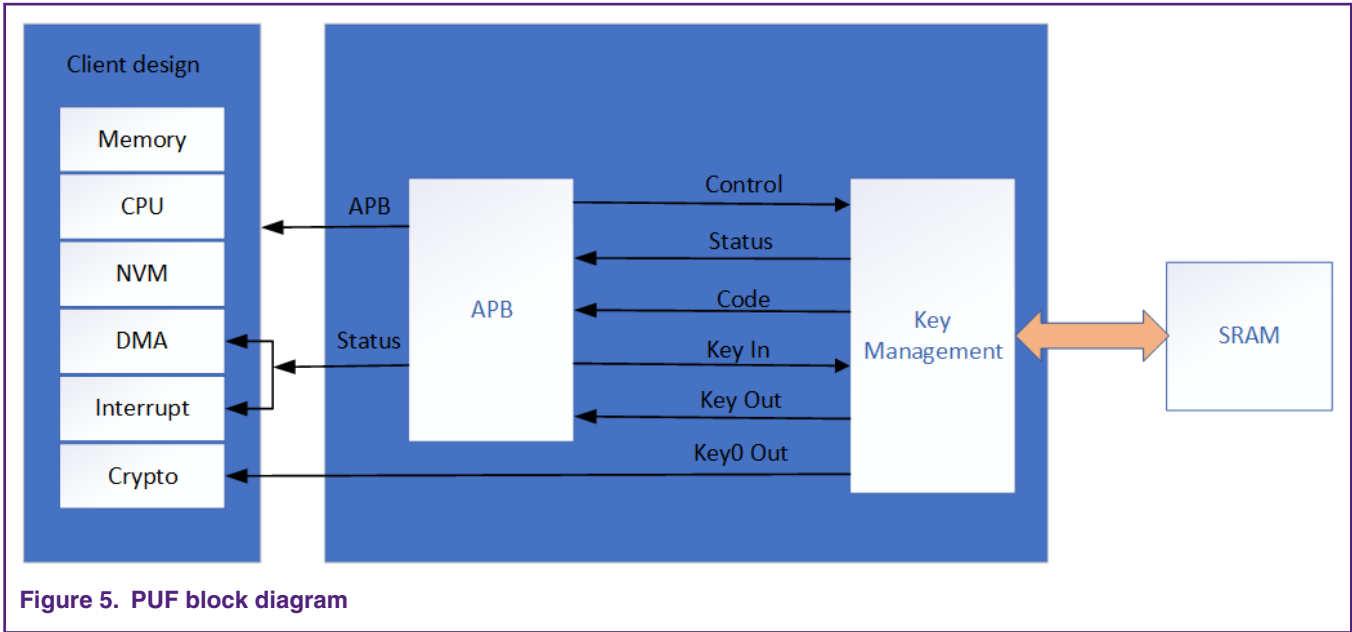 Client design
Memory
CPU
NVM
DMA
Interrupt
Crypto
APB
Status
APB
Control
Status
Code
Key In
Key Out
Key0 Out
Key
Management
SRAM
Figure 5. PUF block diagram